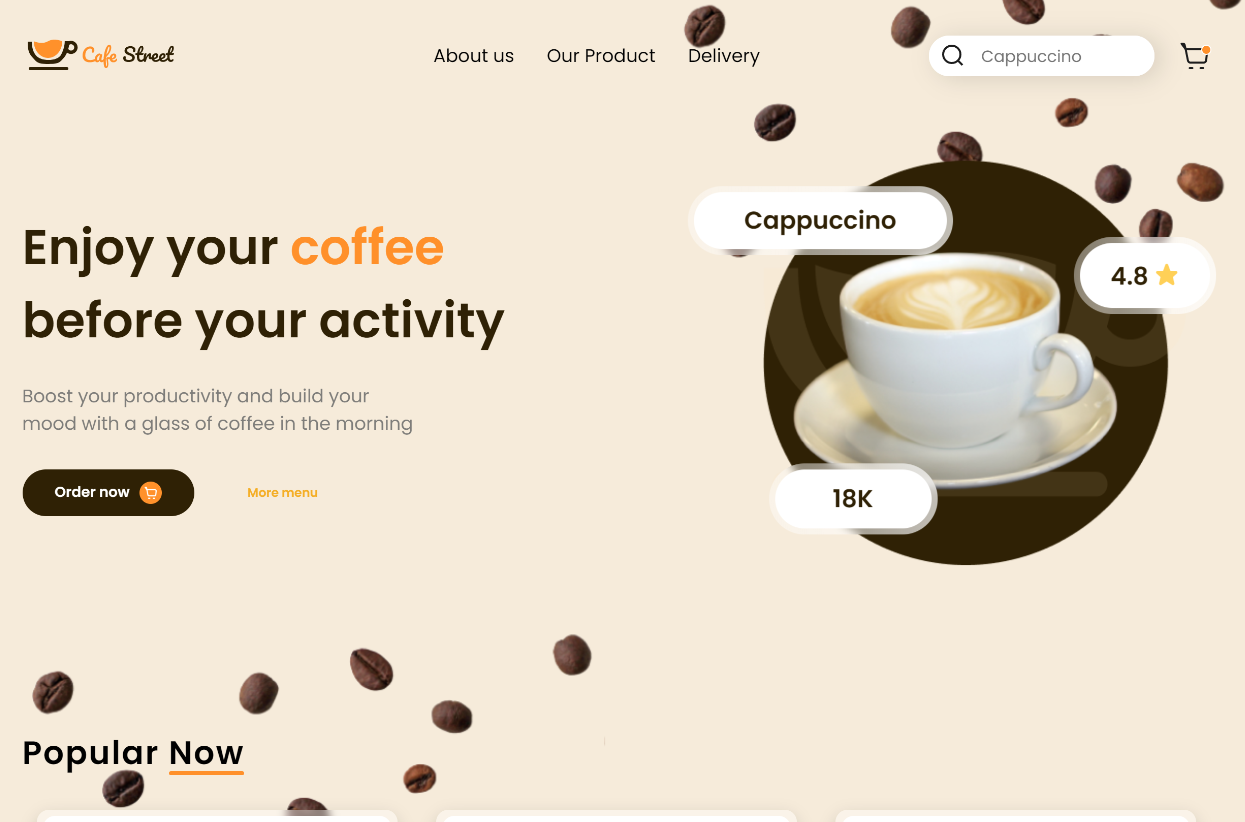 Cafe Street
About us
Our Product
Delivery
Cappuccino
Enjoy your coffee
before your activity
Boost your productivity and build your
mood with a glass of coffee in the morning
Order now
More menu
Cappuccino
4.8
18K
Popular Now